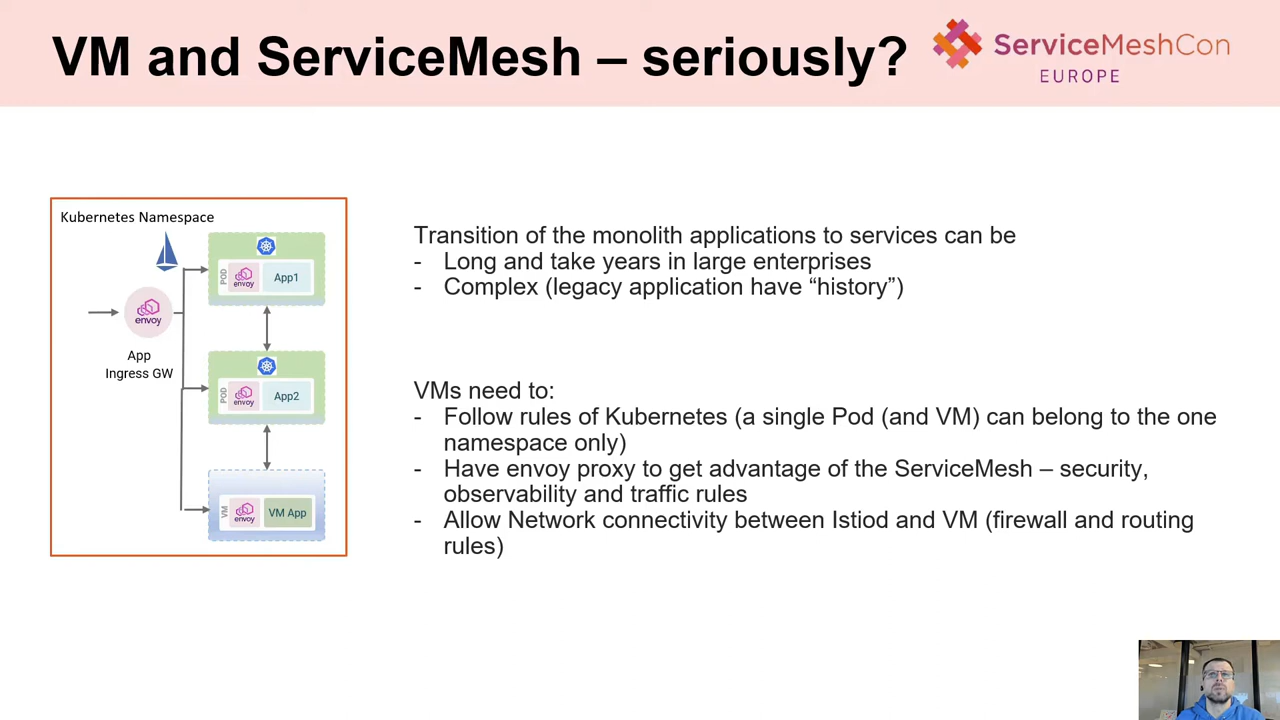 VM and ServiceMesh – seriously?
ServiceMeshCon
EUROPE
Kubernetes Namespace
POD
envoy
App1
envoy
App
Ingress GW
POD
envoy
App2
VM
envoy
VM App
Transition of the monolith applications to services can be
- Long and take years in large enterprises
- Complex (legacy application have “history”)
VMs need to:
- Follow rules of Kubernetes (a single Pod (and VM) can belong to the one
namespace only)
- Have envoy proxy to get advantage of the ServiceMesh – security,
observability and traffic rules
- Allow Network connectivity between Istiod and VM (firewall and routing
rules)